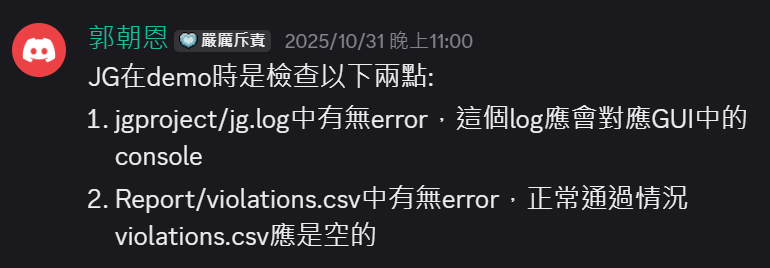 郭朝恩 嚴厲斥責 2025/10/31 晚上11:00
JG在demo時是檢查以下兩點:
1. jgproject/jg.log中有無error，這個log應會對應GUI中的
console
2. Report/violations.csv中有無error，正常通過情況
violations.csv應是空的